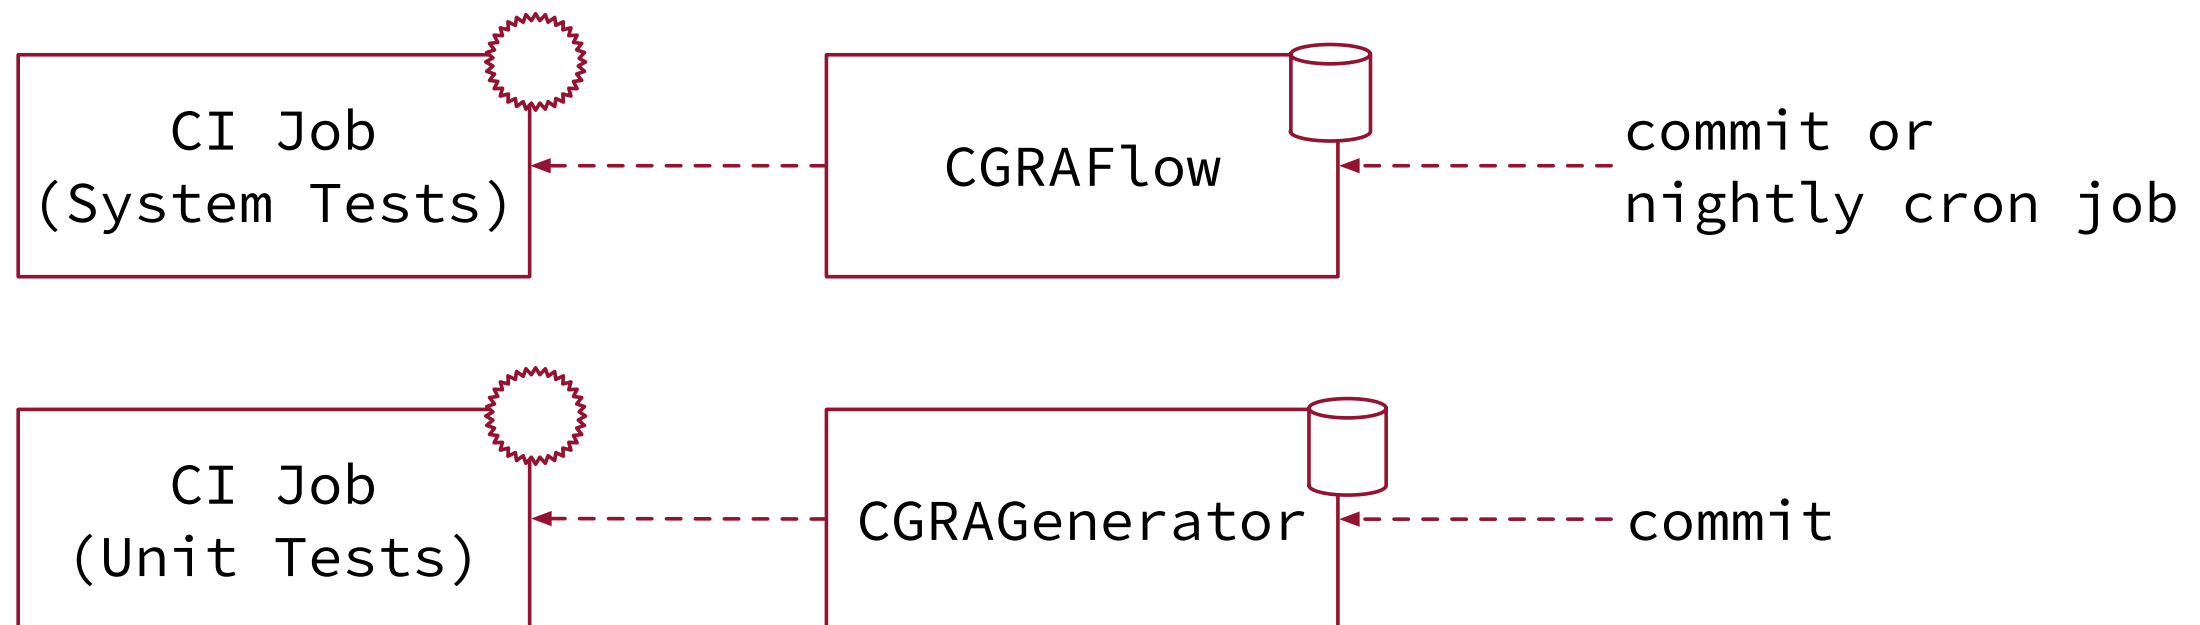 CI Job
(System Tests)
CGRAFlow
commit or
nightly cron job
CI Job
(Unit Tests)
CGRAGenerator
commit